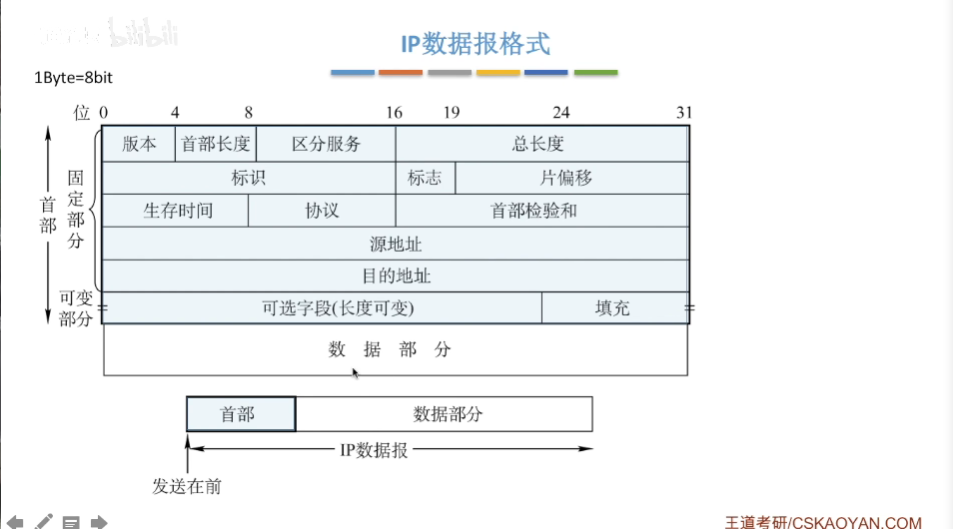 bilibili
IP数据报格式
1Byte=8bit
位 0 4 8 16 19 24 31
版本 首部长度 区分服务 总长度
标识 标志 片偏移
生存时间 协议 首部检验和
源地址
目的地址
可选字段(长度可变) 填充
数据部分
首部
固定部分
可变部分
首部 数据部分
IP数据报
发送在前
王道考研/CSKAOYAN.COM